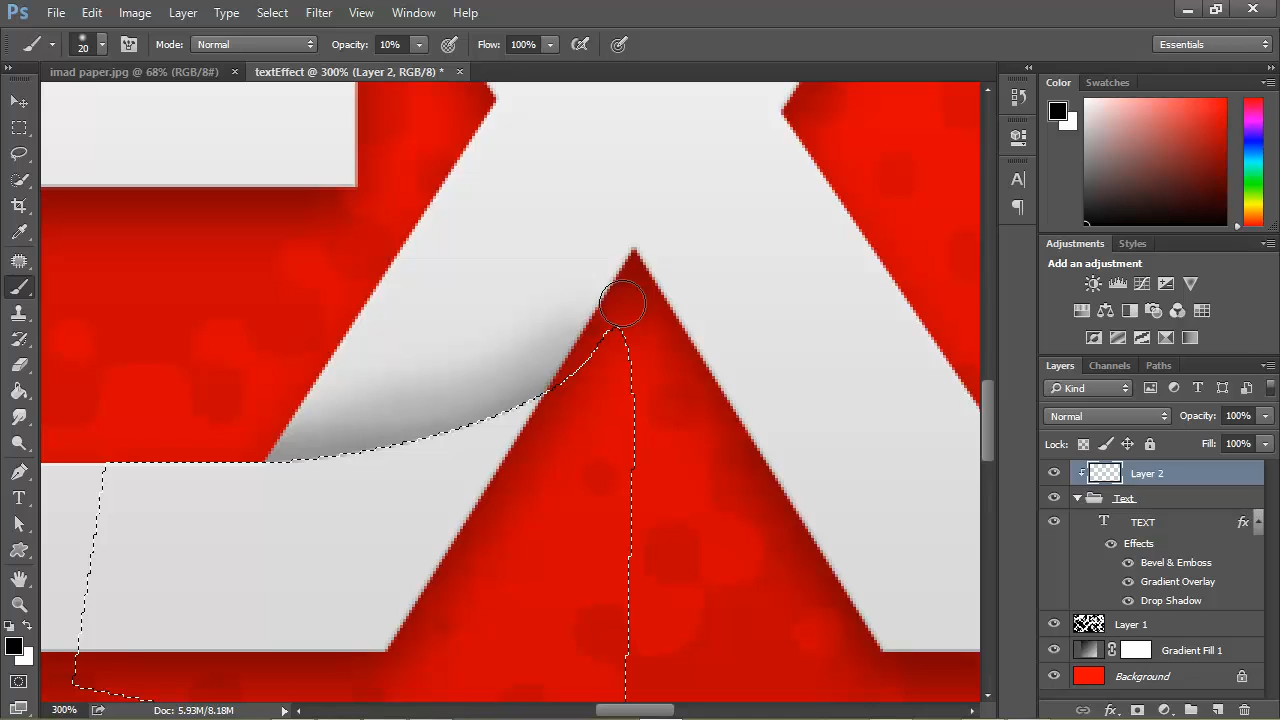 Ps File Edit Image Layer Type Select Filter View Window Help
20 Mode: Normal Opacity: 10% Flow: 100% Essentials
imad paper.jpg @ 68% (RGB/8#) × textEffect @ 300% (Layer 2, RGB/8) * ×
Color Swatches
Adjustments Styles
Add an adjustment
Layers Channels Paths
Kind
Normal Opacity: 100%
Lock: Fill: 100%
Layer 2
Text
T TEXT fx
Effects
Bevel & Emboss
Gradient Overlay
Drop Shadow
Layer 1
Gradient Fill 1
Background
300% Doc: 5.93M/8.18M